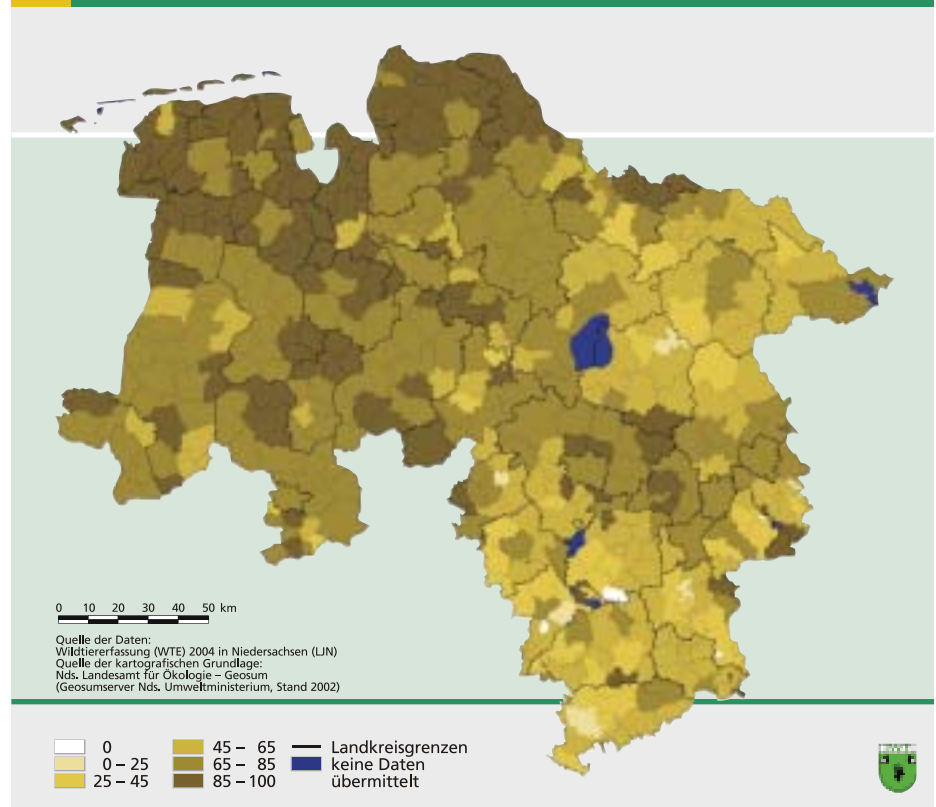 0 10 20 30 40 50 km
Quelle der Daten:
Wildtiererfassung (WTE) 2004 in Niedersachsen (LJN)
Quelle der kartografischen Grundlage:
Nds. Landesamt für Ökologie – Geosum
(Geosumserver Nds. Umweltministerium, Stand 2002)
0
0 – 25
25 – 45
45 – 65
65 – 85
85 – 100
Landkreisgrenzen
keine Daten
übermittelt